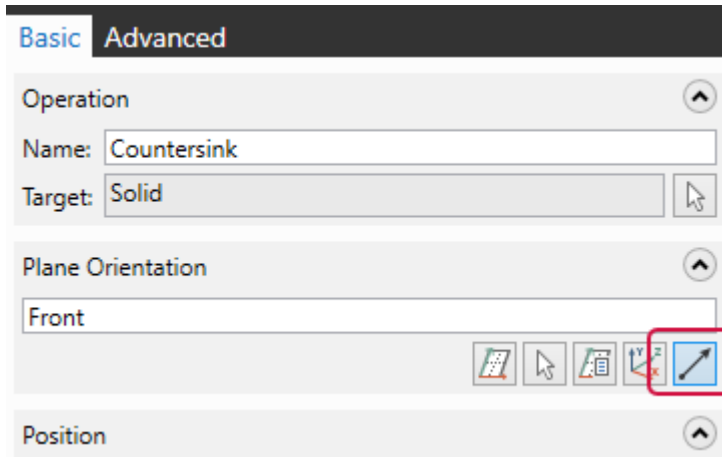 Basic Advanced
Operation
Name: Countersink
Target: Solid
Plane Orientation
Front
Y Z X
Position